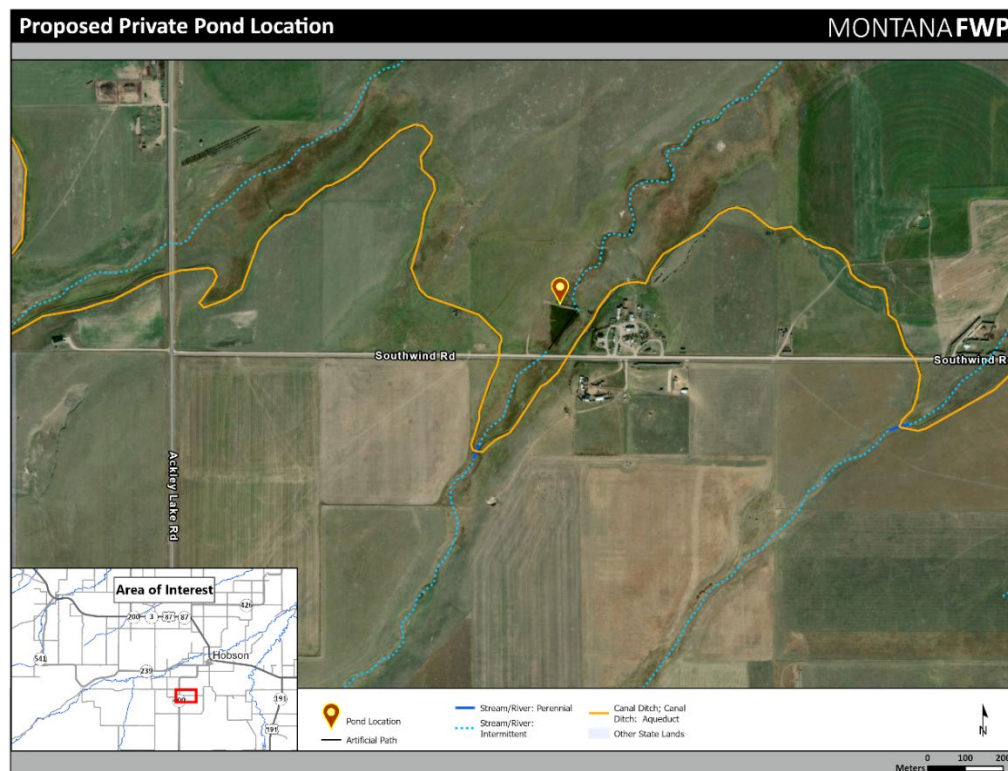 Proposed Private Pond Location
MONTANA FWP
Southwind Rd
Ackley Lake Rd
Area of Interest
426
200
3
87
87
Hobson
541
239
191
191
Pond Location
Artificial Path
Stream/River: Perennial
Stream/River:
Intermittent
Canal Ditch; Canal
Ditch: Aqueduct
Other State Lands
N
0 100 200
Meters